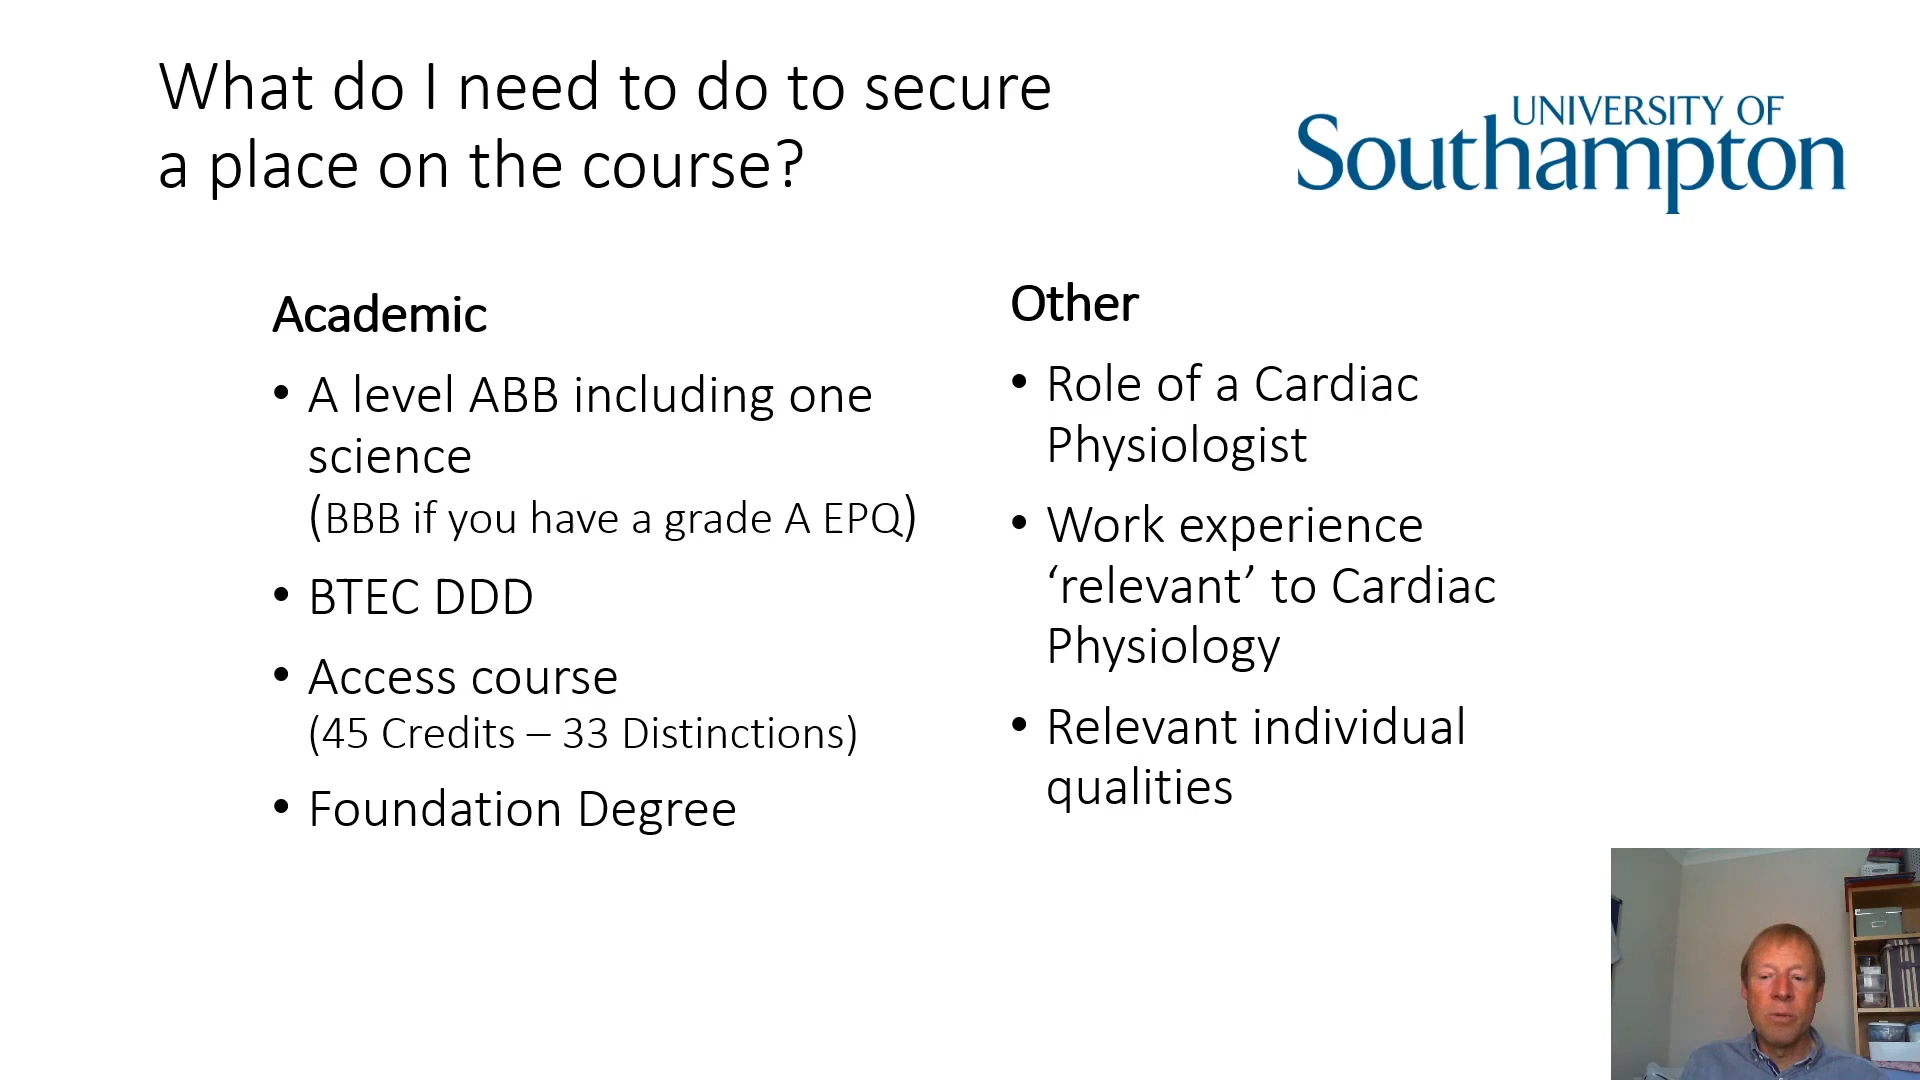 What do I need to do to secure
a place on the course?
UNIVERSITY OF
Southampton
Academic
• A level ABB including one
science
(BBB if you have a grade A EPQ)
• BTEC DDD
• Access course
(45 Credits – 33 Distinctions)
• Foundation Degree
Other
• Role of a Cardiac
Physiologist
• Work experience
‘relevant’ to Cardiac
Physiology
• Relevant individual
qualities